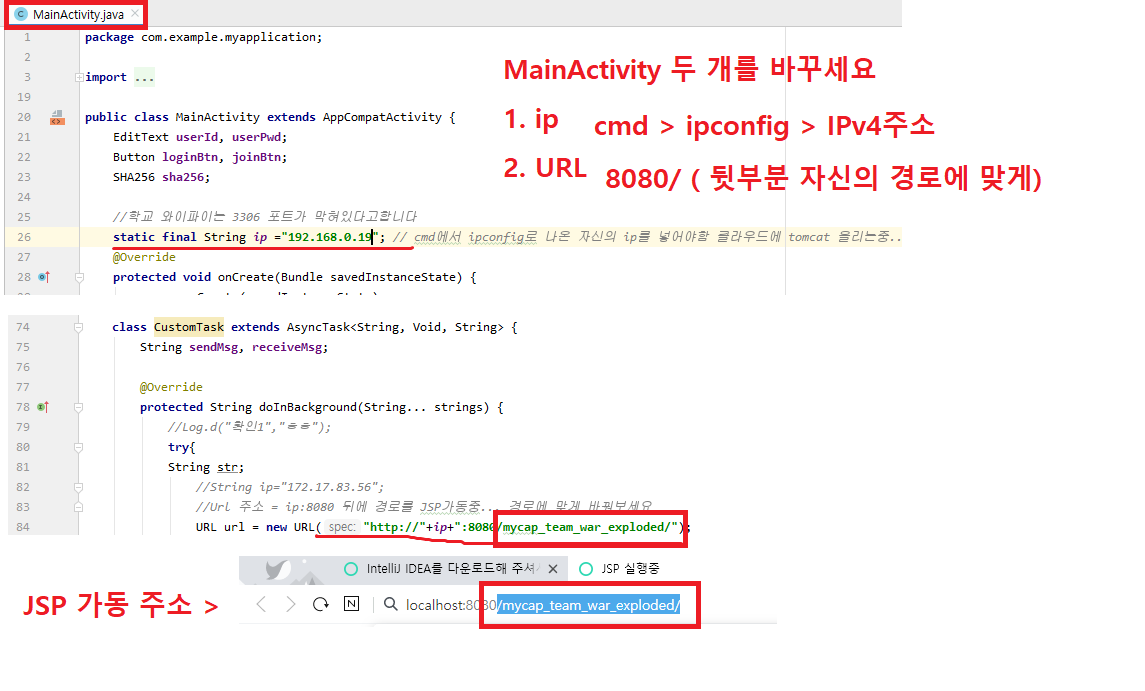 MainActivity.java
1 package com.example.myapplication;
2
3 import ...
19
20 public class MainActivity extends AppCompatActivity {
21 EditText userId, userPwd;
22 Button loginBtn, joinBtn;
23 SHA256 sha256;
24
25 //학교 와이파이는 3306 포트가 막혀있다고합니다
26 static final String ip ="192.168.0.19"; // cmd에서 ipconfig로 나온 자신의 ip를 넣어야함 클라우드에 tomcat 올리는중..
27 @Override
28 protected void onCreate(Bundle savedInstanceState) {
MainActivity 두 개를 바꾸세요
1. ip cmd > ipconfig > IPv4주소
2. URL 8080/ ( 뒷부분 자신의 경로에 맞게)
74 class CustomTask extends AsyncTask<String, Void, String> {
75 String sendMsg, receiveMsg;
76
77 @Override
78 protected String doInBackground(String... strings) {
79 //Log.d("확인1","ㅎㅎ");
80 try{
81 String str;
82 //String ip="172.17.83.56";
83 //Url 주소 = ip:8080 뒤에 경로를 JSP가동중... 경로에 맞게 바꿔보세요
84 URL url = new URL( spec: "http://"+ip+":8080/mycap_team_war_exploded/");
IntelliJ IDEA를 다운로드해 주셔 JSP 실행중
JSP 가동 주소 > N localhost:8080/mycap_team_war_exploded/